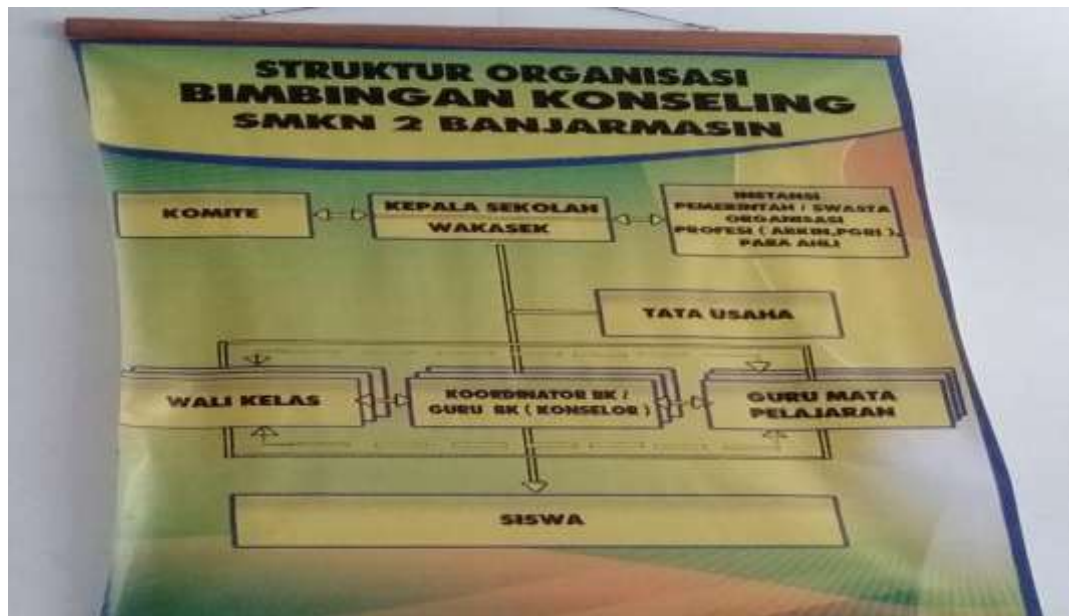 STRUKTUR ORGANISASI
BIMBINGAN KONSELING
SMKN 2 BANJARMASIN
KOMITE
KEPALA SEKOLAH
WAKASEK
INSTANSI
PEMERINTAH / SWASTA
ORGANISASI
PROFESI ( ABKIN,PGRI ),
PARA AHLI
TATA USAHA
WALI KELAS
KOORDINATOR BK /
GURU BK ( KONSELOR )
GURU MATA
PELAJARAN
SISWA